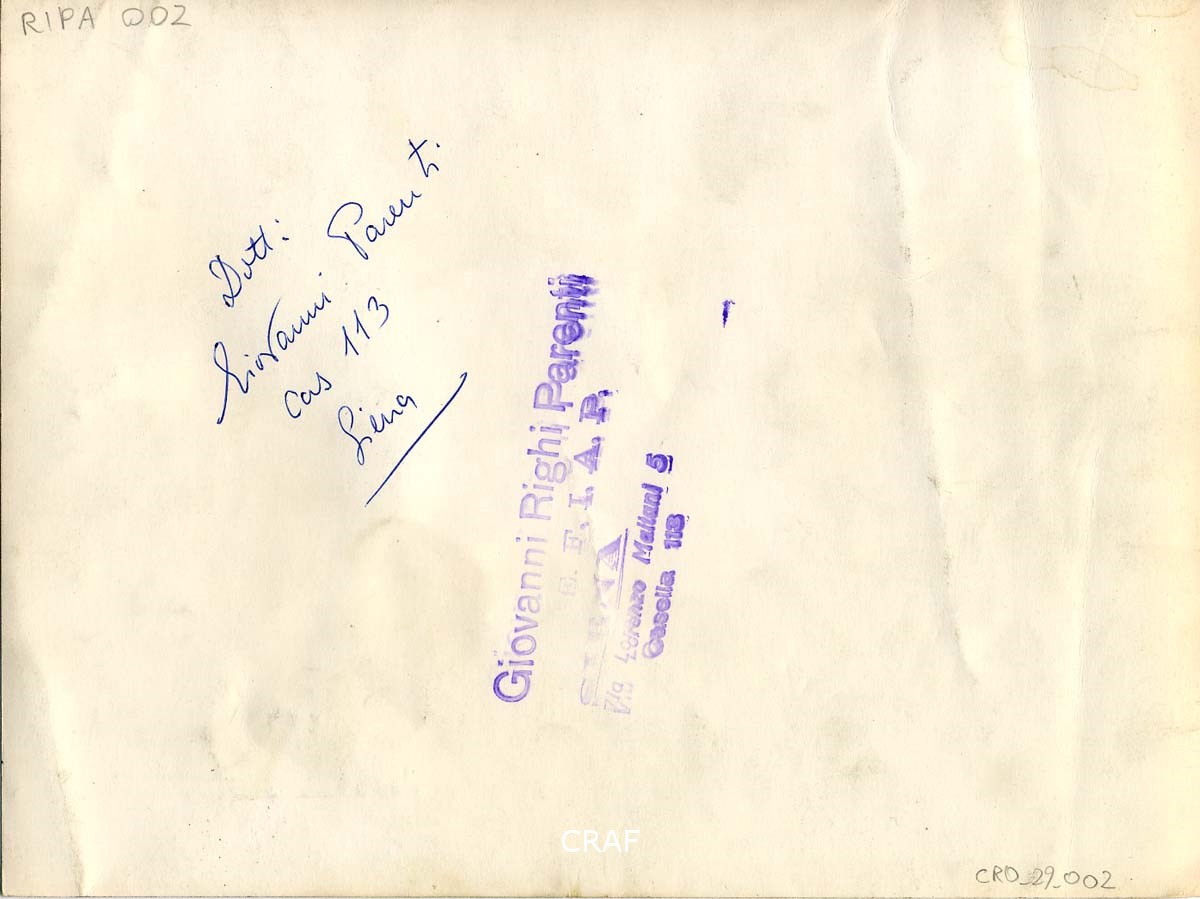 RIPA 002
Dott:
Giovanni Parenti
cas 113
Siena
Giovanni Righi Parenti
E. F. I. A. P.
SIENA
Via Lorenzo Maitani 5
Casella 113
CRAF
CRO_29_002